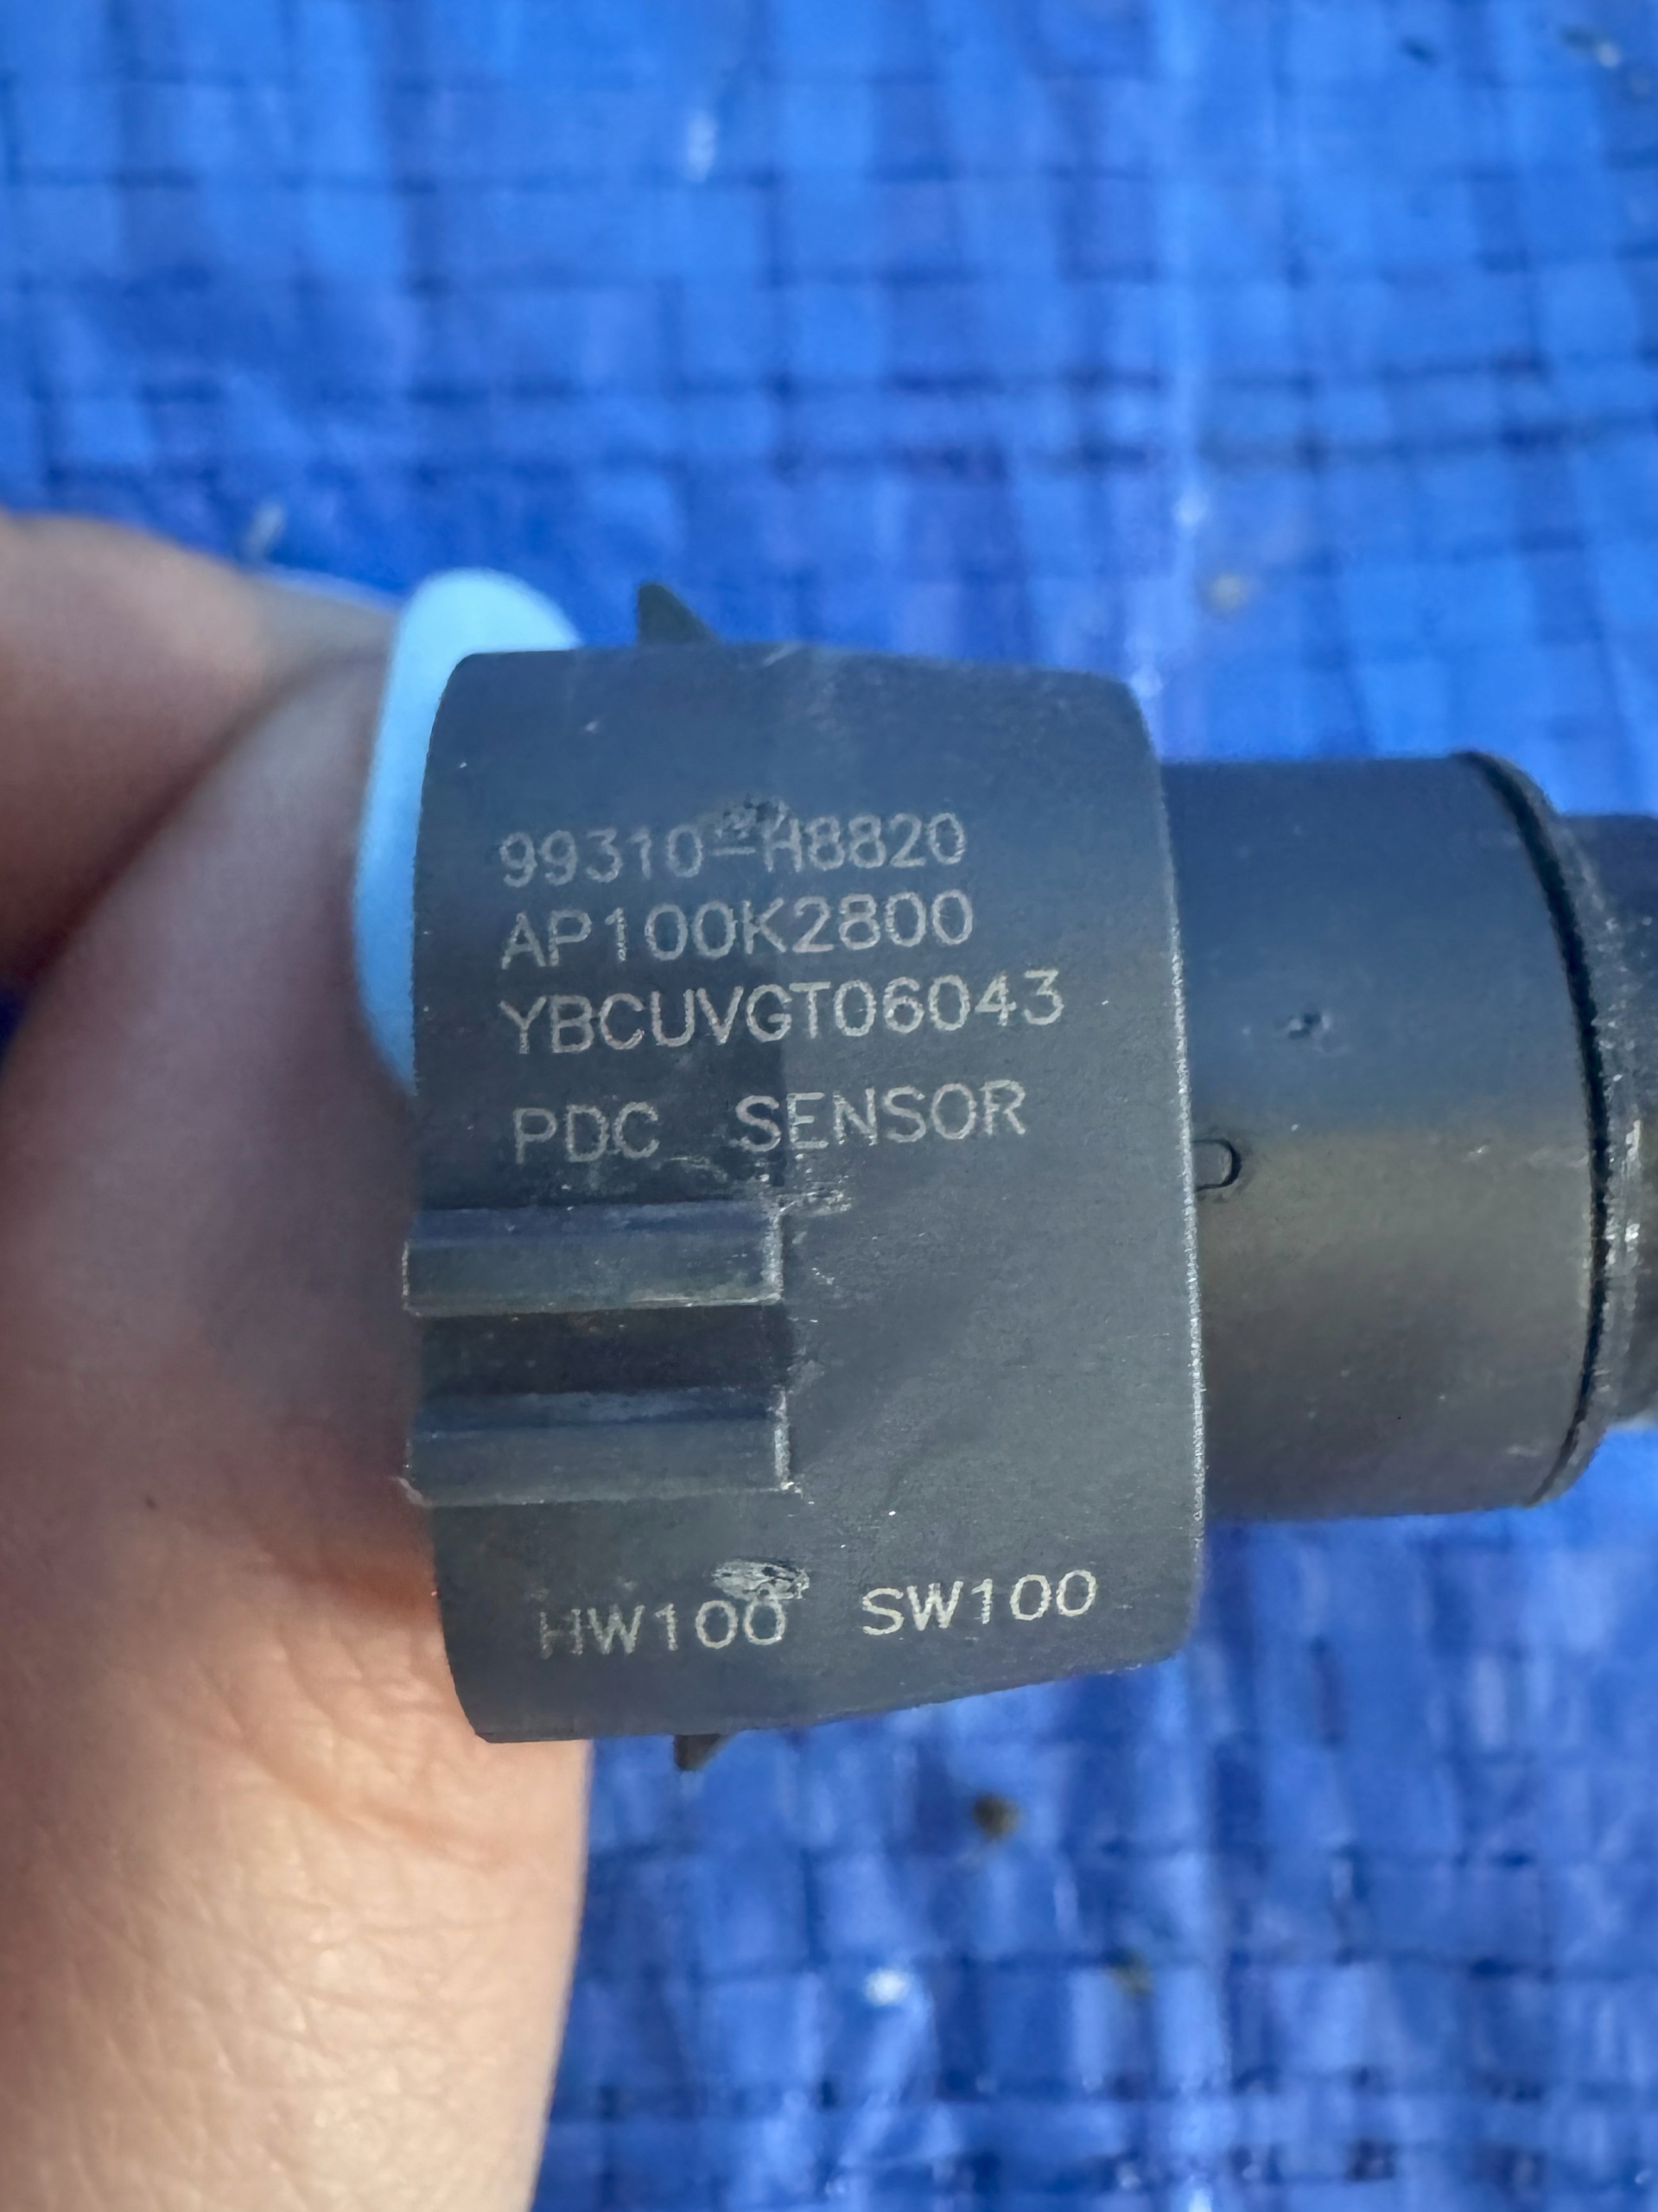 99310-H8820
AP100K2800
YBCUVGT06043
PDC SENSOR
HW100 SW100